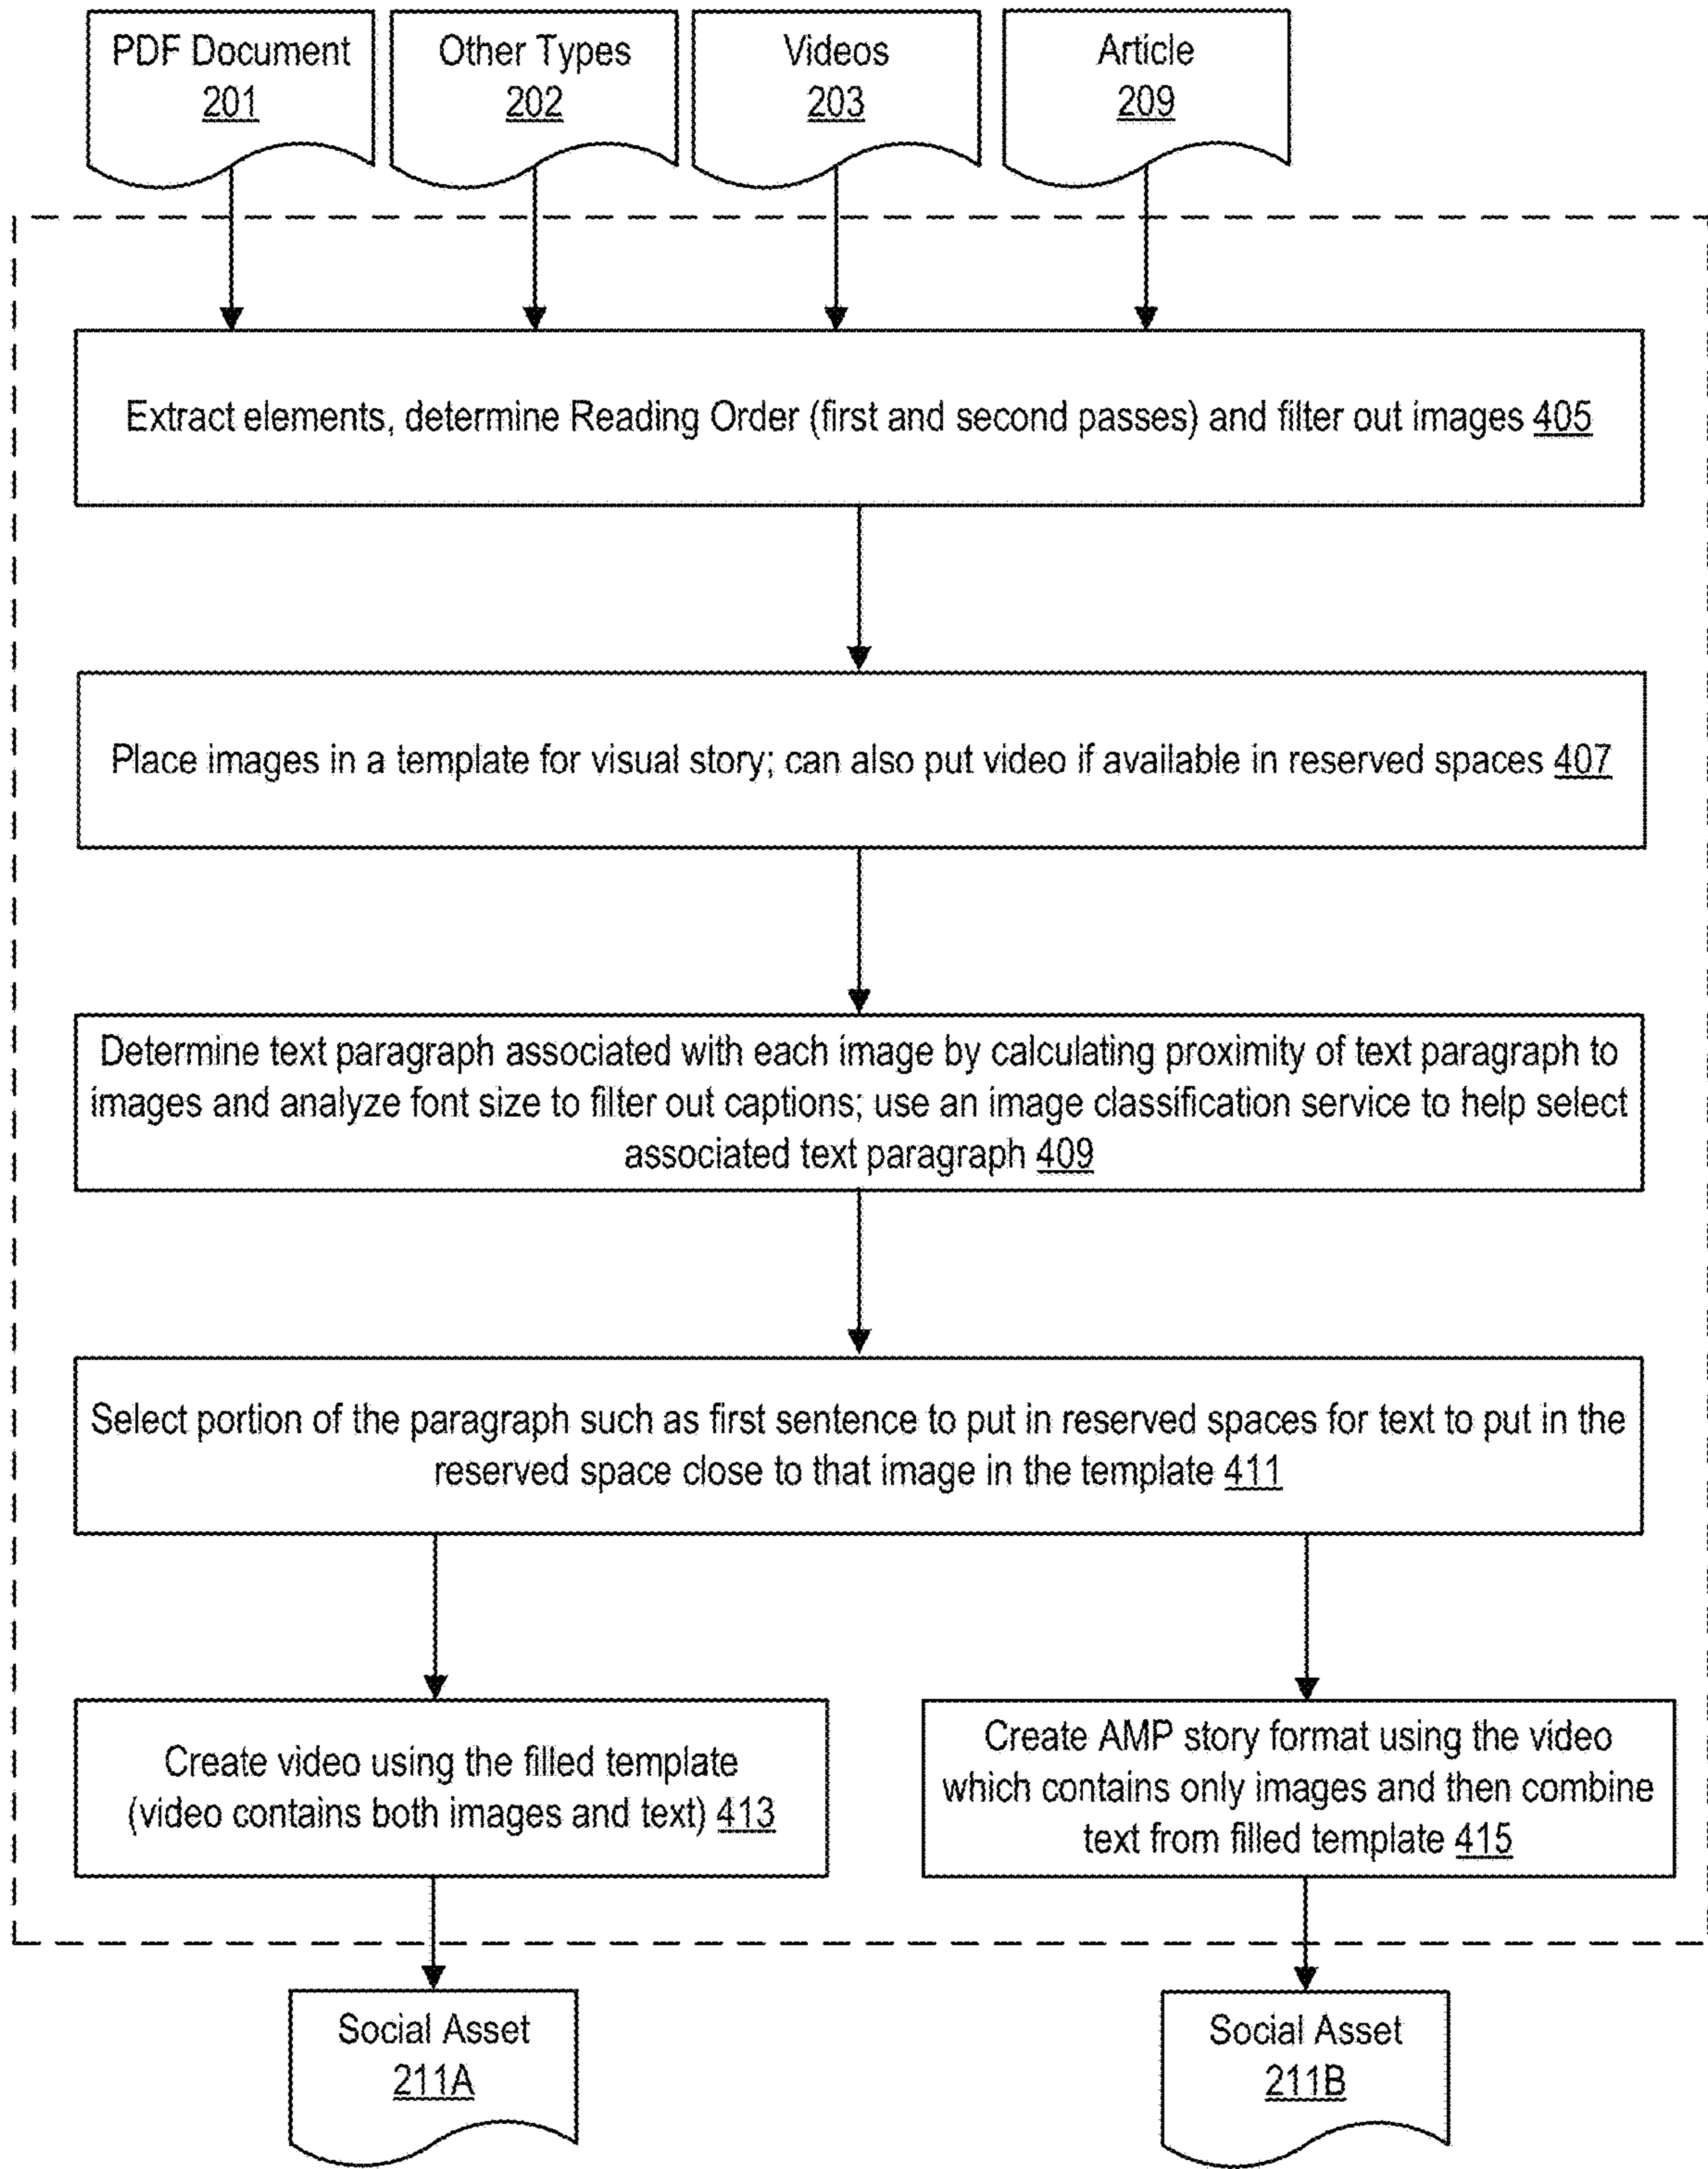 PDF Document
201
Other Types
202
Videos
203
Article
209
Extract elements, determine Reading Order (first and second passes) and filter out images 405
Place images in a template for visual story; can also put video if available in reserved spaces 407
Determine text paragraph associated with each image by calculating proximity of text paragraph to
images and analyze font size to filter out captions; use an image classification service to help select
associated text paragraph 409
Select portion of the paragraph such as first sentence to put in reserved spaces for text to put in the
reserved space close to that image in the template 411
Create video using the filled template
(video contains both images and text) 413
Create AMP story format using the video
which contains only images and then combine
text from filled template 415
Social Asset
211A
Social Asset
211B